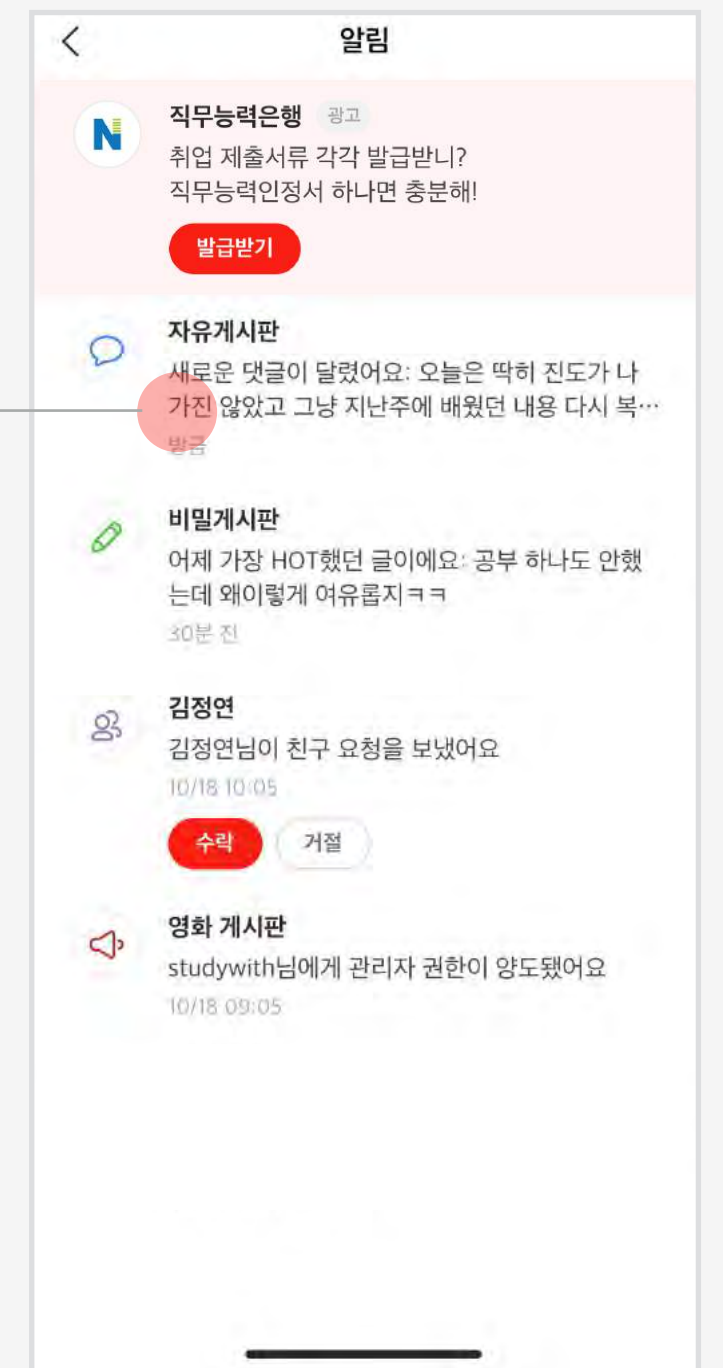 알림
직무능력은행 광고
취업 제출서류 각각 발급받니?
직무능력인정서 하나면 충분해!
발급받기
자유게시판
새로운 댓글이 달렸어요: 오늘은 딱히 진도가 나
가진 않았고 그냥 지난주에 배웠던 내용 다시 복…
방금
비밀게시판
어제 가장 HOT했던 글이에요: 공부 하나도 안했
는데 왜이렇게 여유롭지ㅋㅋ
30분 전
김정연
김정연님이 친구 요청을 보냈어요
10/18 10:05
수락 거절
영화 게시판
studywith님에게 관리자 권한이 양도됐어요
10/18 09:05